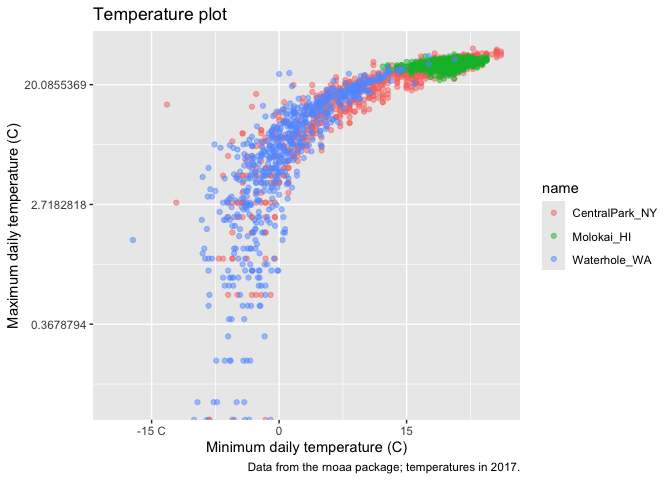 Temperature plot
20.0855369
2.7182818
0.3678794
Maximum daily temperature (C)
-15 C
0
15
Minimum daily temperature (C)
Data from the moaa package; temperatures in 2017.
name
CentralPark_NY
Molokai_HI
Waterhole_WA